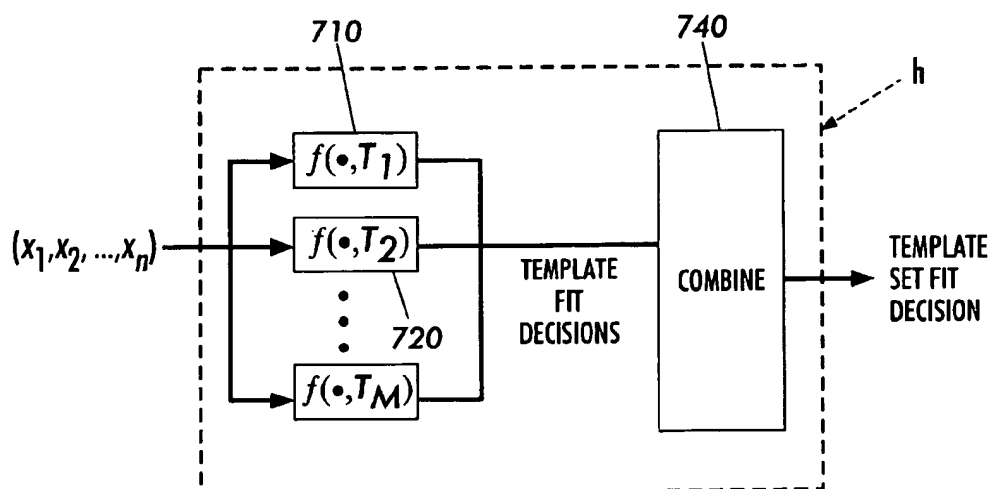 710
740
h
f(•,T1)
(x1,x2, ...,xn)
f(•,T2)
720
f(•,TM)
TEMPLATE
FIT
DECISIONS
COMBINE
TEMPLATE
SET FIT
DECISION